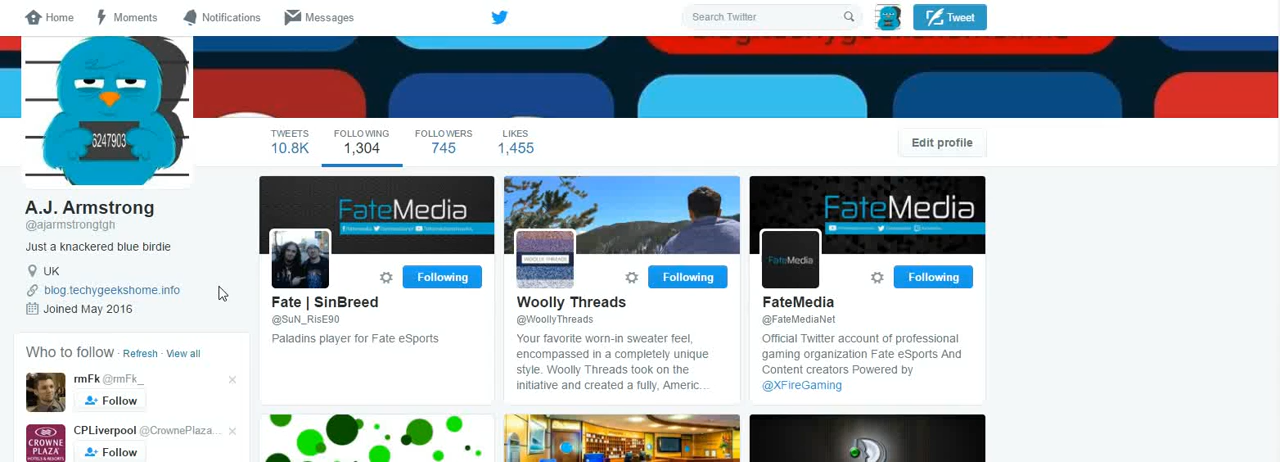 Home Moments Notifications Messages Search Twitter Tweet
6247903
TWEETS FOLLOWING FOLLOWERS LIKES
10.8K 1,304 745 1,455
Edit profile
A.J. Armstrong
@ajarmstrongtgh
Just a knackered blue birdie
UK
blog.techygeekshome.info
Joined May 2016
Who to follow · Refresh · View all
rmFk @rmFk_
Follow
CPLiverpool @CrownePlaza...
Follow
CROWNE PLAZA
FateMedia
Following
Fate | SinBreed
@SuN_RisE90
Paladins player for Fate eSports
WOOLLY THREADS
Following
Woolly Threads
@WoollyThreads
Your favorite worn-in sweater feel,
encompassed in a completely unique
style. Woolly Threads took on the
initiative and created a fully, Americ...
FateMedia
FateMedia
Following
FateMedia
@FateMediaNet
Official Twitter account of professional
gaming organization Fate eSports And
Content creators Powered by
@XFireGaming